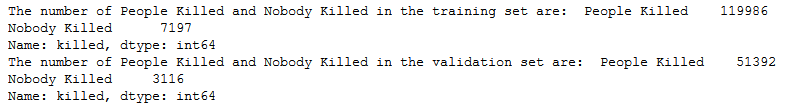 The number of People Killed and Nobody Killed in the training set are:  People Killed    119986
Nobody Killed      7197
Name: killed, dtype: int64
The number of People Killed and Nobody Killed in the validation set are:  People Killed    51392
Nobody Killed     3116
Name: killed, dtype: int64